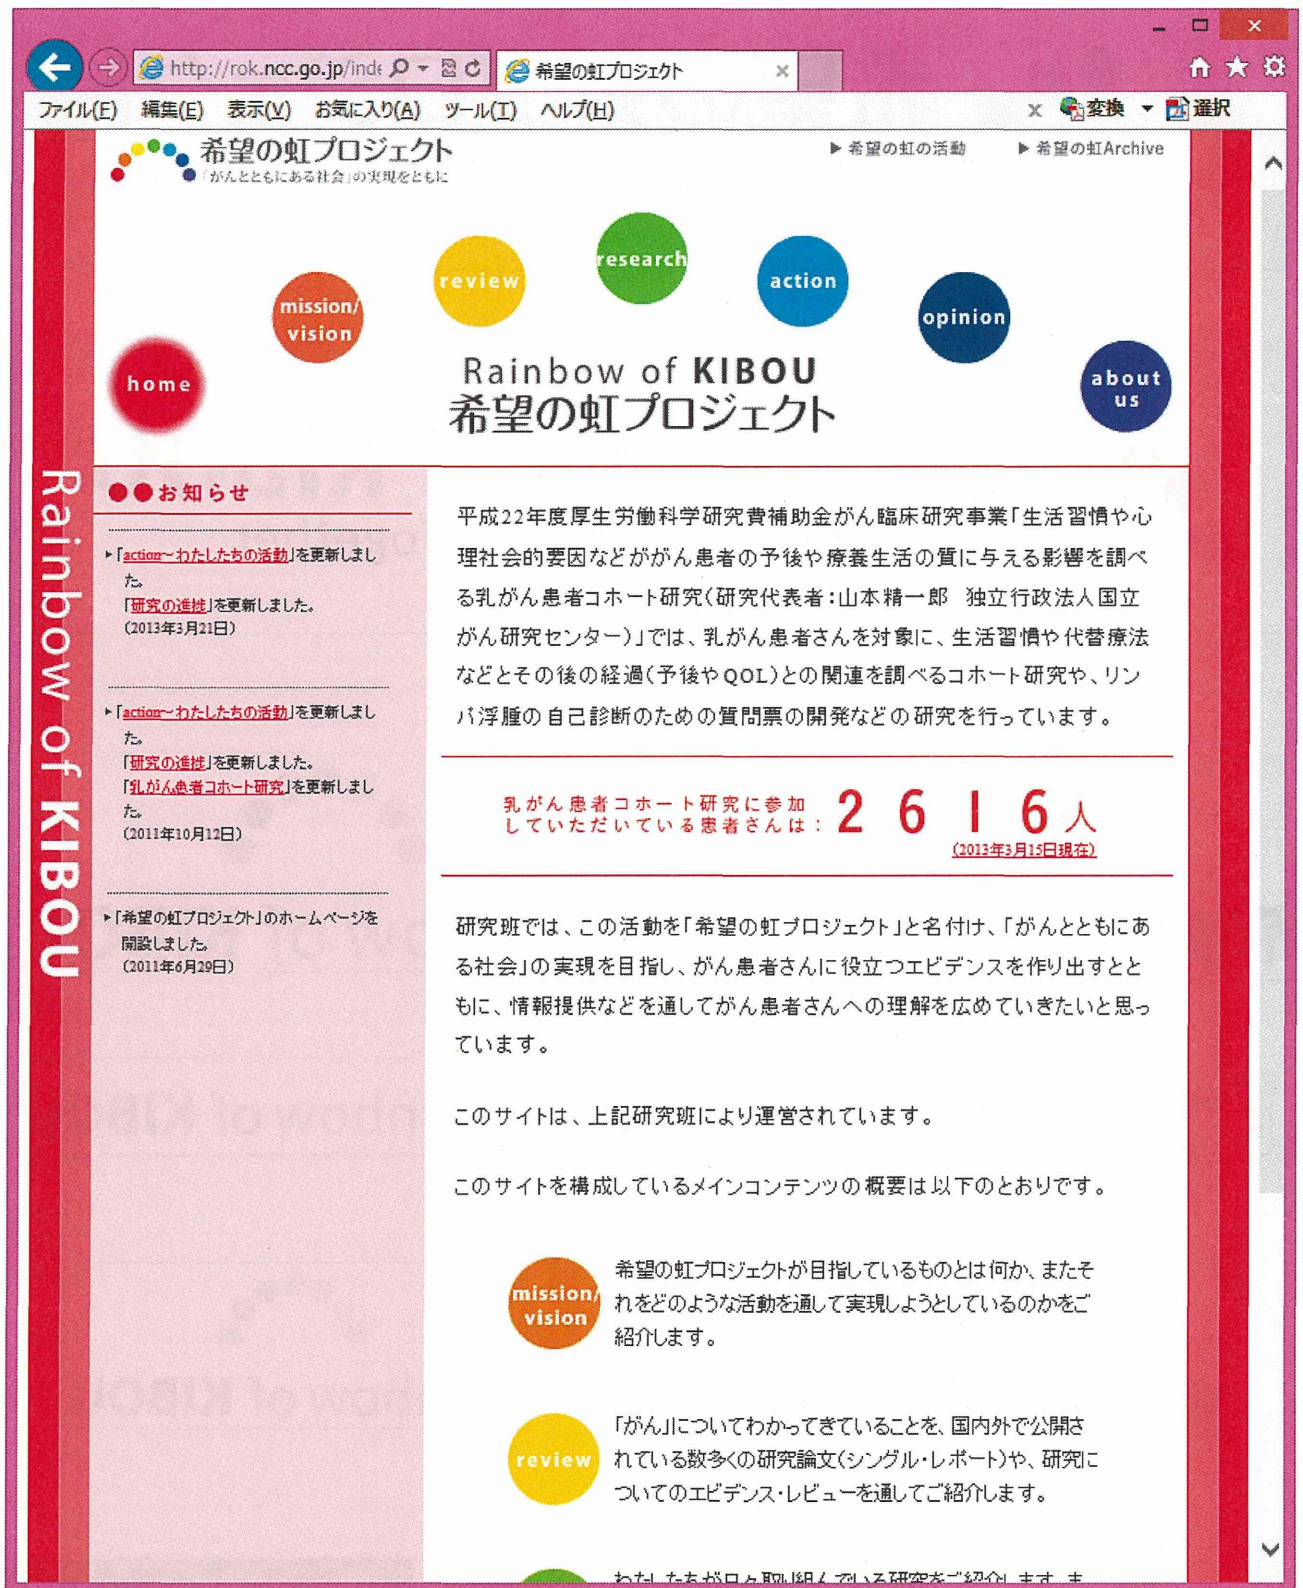 http://rok.ncc.go.jp/inde
希望の虹プロジェクト
ファイル(F) 編集(E) 表示(V) お気に入り(A) ツール(T) ヘルプ(H)
x 変換 選択
希望の虹プロジェクト
「がんとともにある社会」の実現をともに
▶ 希望の虹の活動 ▶ 希望の虹Archive
home
mission/
vision
review
research
action
opinion
about
us
Rainbow of KIBOU
希望の虹プロジェクト
Rainbow of KIBOU
●●お知らせ
▶「action～わたしたちの活動」を更新しまし
た。
「研究の進捗」を更新しました。
(2013年3月21日)
▶「action～わたしたちの活動」を更新しまし
た。
「研究の進捗」を更新しました。
「乳がん患者コホート研究」を更新しまし
た。
(2011年10月12日)
▶「希望の虹プロジェクト」のホームページを
開設しました。
(2011年6月29日)
平成22年度厚生労働科学研究費補助金がん臨床研究事業「生活習慣や心
理社会的要因などががん患者の予後や療養生活の質に与える影響を調べ
る乳がん患者コホート研究(研究代表者:山本精一郎 独立行政法人国立
がん研究センター)」では、乳がん患者さんを対象に、生活習慣や代替療法
などとその後の経過(予後やQOL)との関連を調べるコホート研究や、リン
パ浮腫の自己診断のための質問票の開発などの研究を行っています。
乳がん患者コホート研究に参加
していただいている患者さんは:
2616人
(2013年3月15日現在)
研究班では、この活動を「希望の虹プロジェクト」と名付け、「がんとともにあ
る社会」の実現を目指し、がん患者さんに役立つエビデンスを作り出すとと
もに、情報提供などを通してがん患者さんへの理解を広めていきたいと思っ
ています。
このサイトは、上記研究班により運営されています。
このサイトを構成しているメインコンテンツの概要は以下のとおりです。
mission/
vision
希望の虹プロジェクトが目指しているものとは何か、またそ
れをどのような活動を通して実現しようとしているのかをご
紹介します。
review
「がん」についてわかってきていることを、国内外で公開さ
れている数多くの研究論文(シングル・レポート)や、研究に
ついてのエビデンス・レビューを通してご紹介します。
わたしたちが日々取り組んでいる研究をご紹介します。ま